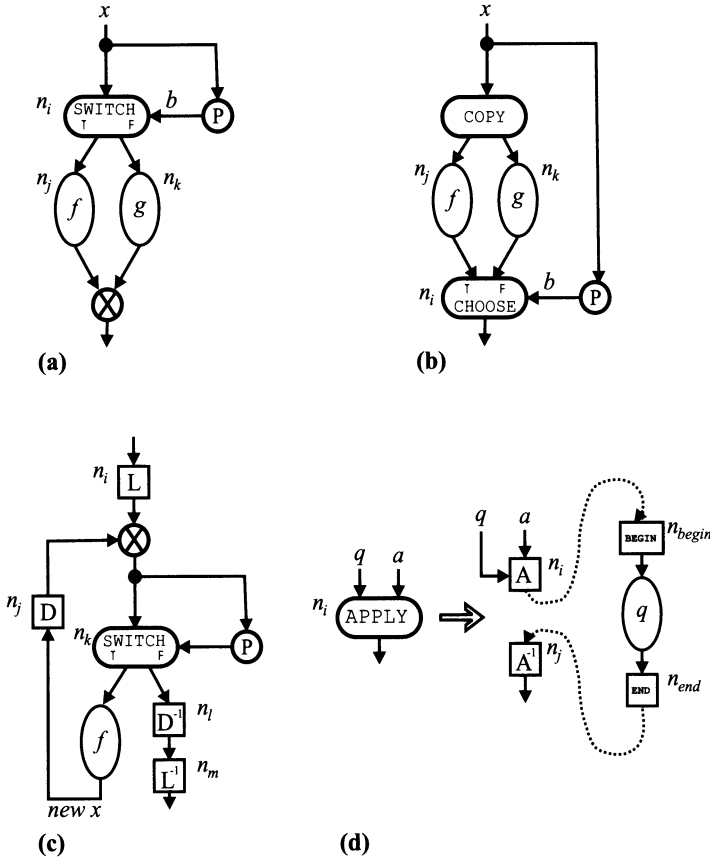 x
n_i SWITCH b P
T F
n_j n_k
f g
(a)
x
COPY
n_j n_k
f g
T F b
n_i CHOOSE P
(b)
n_i L
n_j D
n_k SWITCH P
T F
f D⁻¹ n_l
L⁻¹ n_m
new x
(c)
q a
n_i APPLY
q a
A n_i
BEGIN n_begin
q
A⁻¹ n_j
END n_end
(d)